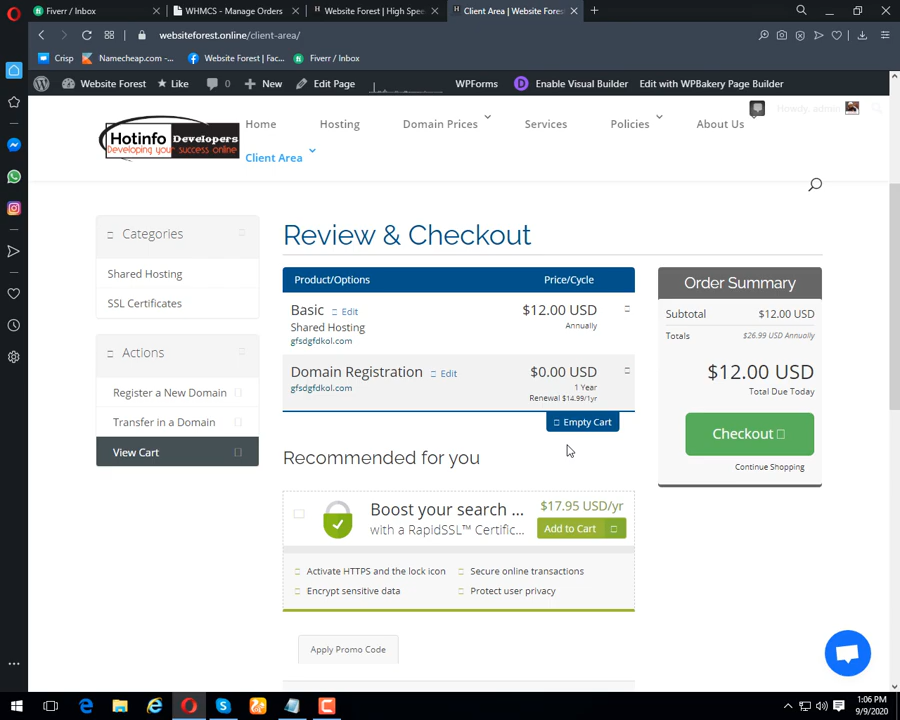 Fiverr / Inbox
WHMCS - Manage Orders
Website Forest | High Spee
Client Area | Website Fores
websiteforest.online/client-area/
Crisp
Namecheap.com -...
Website Forest | Fac...
Fiverr / Inbox
Website Forest
Like
0
New
Edit Page
WPForms
Enable Visual Builder
Edit with WPBakery Page Builder
Howdy, admin
Hotinfo Developers
Developing your success online
Home
Hosting
Domain Prices
Services
Policies
About Us
Client Area
Categories
Shared Hosting
SSL Certificates
Actions
Register a New Domain
Transfer in a Domain
View Cart
Review & Checkout
Product/Options
Price/Cycle
Basic
Edit
$12.00 USD
Shared Hosting
Annually
gfsdgfdkol.com
Domain Registration
Edit
$0.00 USD
gfsdgfdkol.com
1 Year
Renewal $14.99/1yr
Empty Cart
Recommended for you
Boost your search ...
$17.95 USD/yr
with a RapidSSL™ Certific...
Add to Cart
Activate HTTPS and the lock icon
Secure online transactions
Encrypt sensitive data
Protect user privacy
Apply Promo Code
Order Summary
Subtotal
$12.00 USD
Totals
$26.99 USD Annually
$12.00 USD
Total Due Today
Checkout
Continue Shopping
1:06 PM
9/9/2020